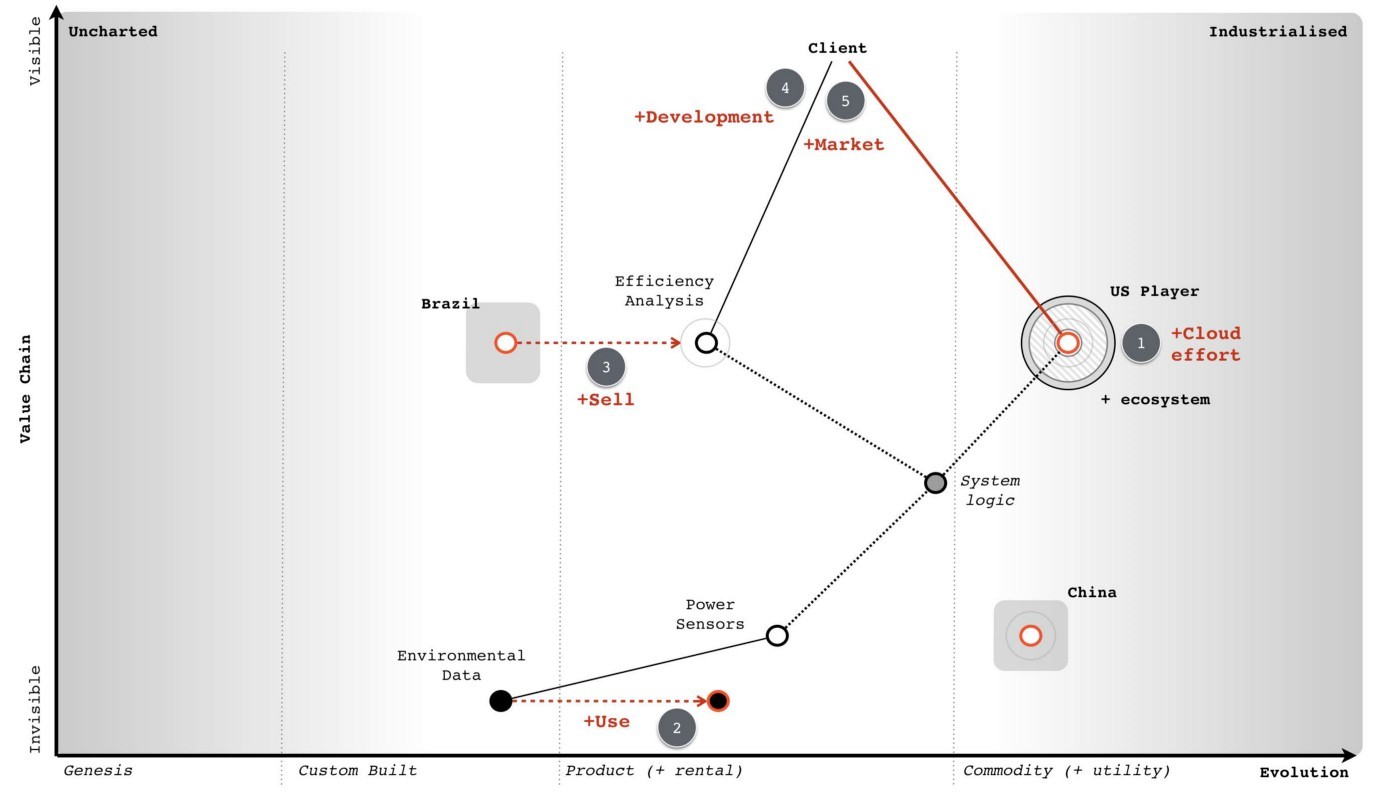 Visible
Uncharted
Industrialised
Client
4
5
+Development
+Market
Efficiency
Analysis
US Player
Brazil
1
+Cloud
effort
3
+Sell
+ ecosystem
Value Chain
System
logic
China
Power
Sensors
Environmental
Data
Invisible
+Use
2
Genesis
Custom Built
Product (+ rental)
Commodity (+ utility)
Evolution